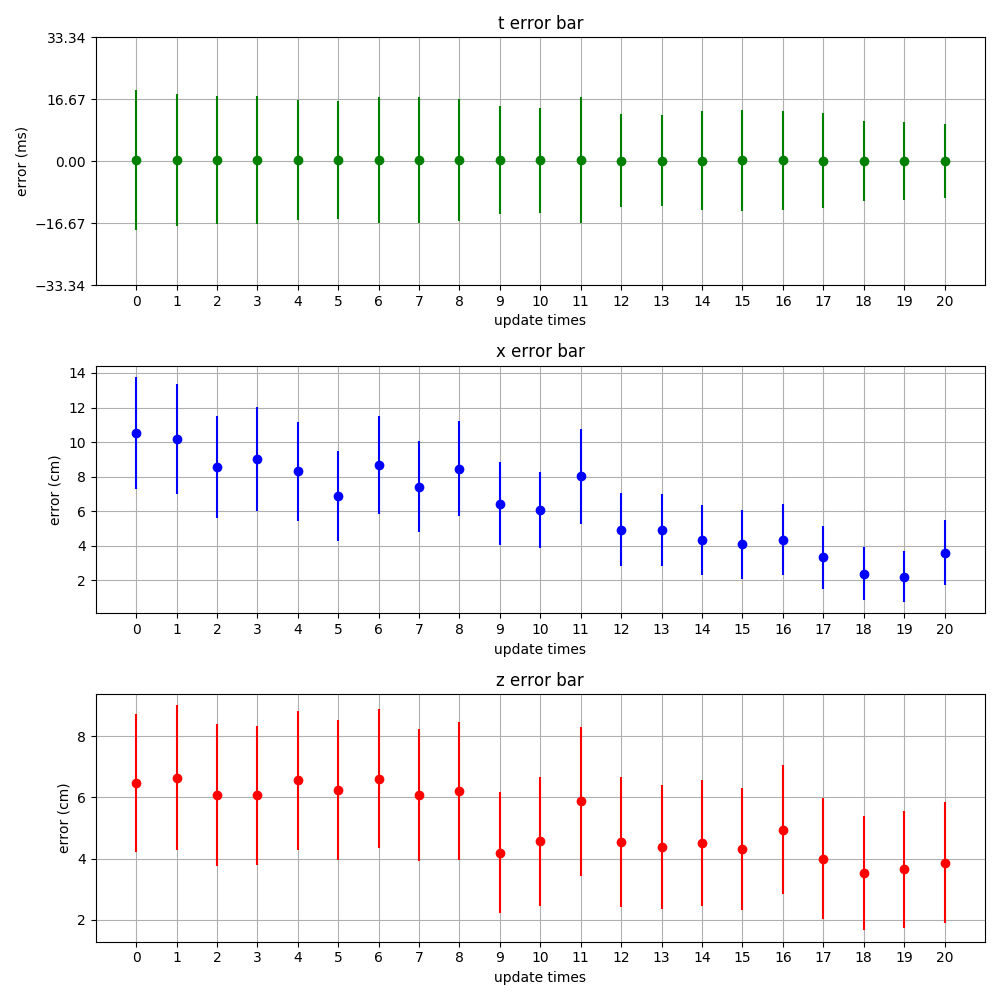 t error bar
33.34
16.67
0.00
−16.67
−33.34
error (ms)
0 1 2 3 4 5 6 7 8 9 10 11 12 13 14 15 16 17 18 19 20
update times
x error bar
14
12
10
8
6
4
2
error (cm)
0 1 2 3 4 5 6 7 8 9 10 11 12 13 14 15 16 17 18 19 20
update times
z error bar
8
6
4
2
error (cm)
0 1 2 3 4 5 6 7 8 9 10 11 12 13 14 15 16 17 18 19 20
update times